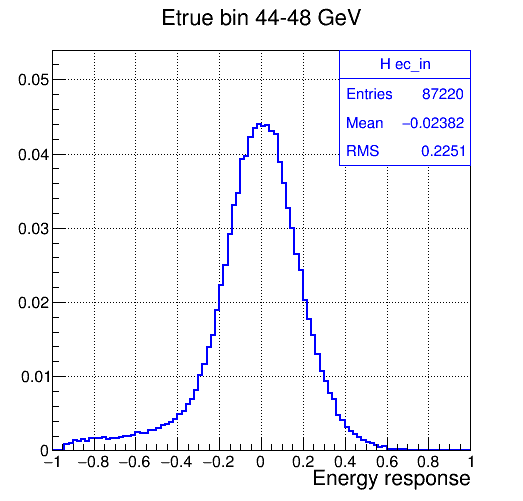 Etrue bin 44-48 GeV
H ec_in
Entries 87220
Mean −0.02382
RMS 0.2251
0.05
0.04
0.03
0.02
0.01
0
−1 −0.8 −0.6 −0.4 −0.2 0 0.2 0.4 0.6 0.8 1
Energy response